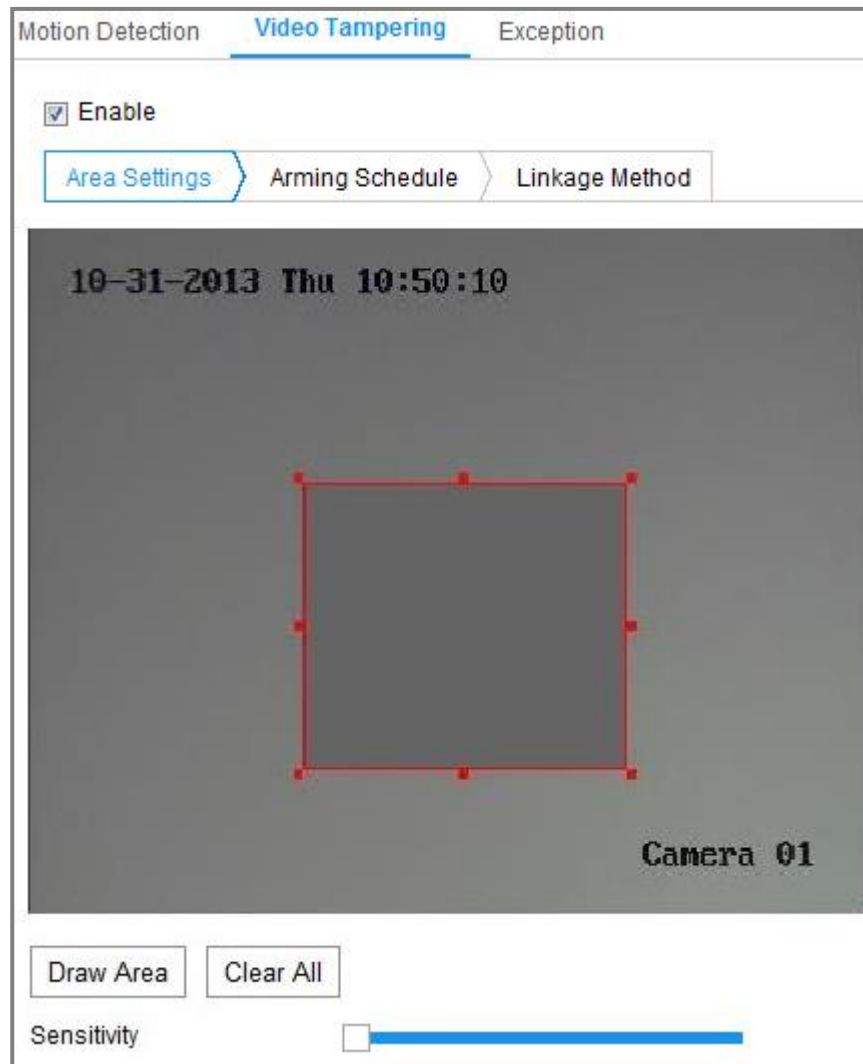 Motion Detection Video Tampering Exception
Enable
Area Settings Arming Schedule Linkage Method
10-31-2013 Thu 10:50:10
Camera 01
Draw Area Clear All
Sensitivity